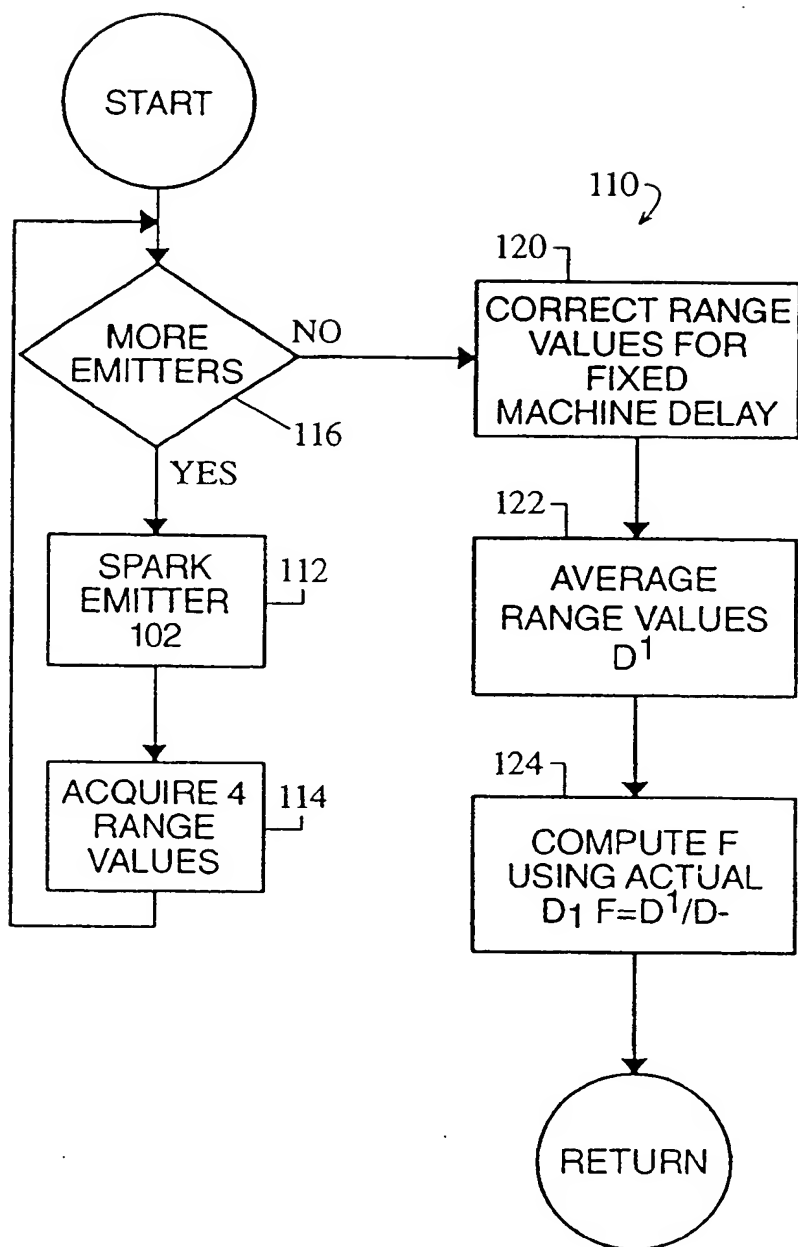 START
MORE
EMITTERS
NO
116
YES
SPARK
EMITTER
102
112
ACQUIRE 4
RANGE
VALUES
114
110
120
CORRECT RANGE
VALUES FOR
FIXED
MACHINE DELAY
122
AVERAGE
RANGE VALUES
D¹
124
COMPUTE F
USING ACTUAL
D1 F=D¹/D-
RETURN